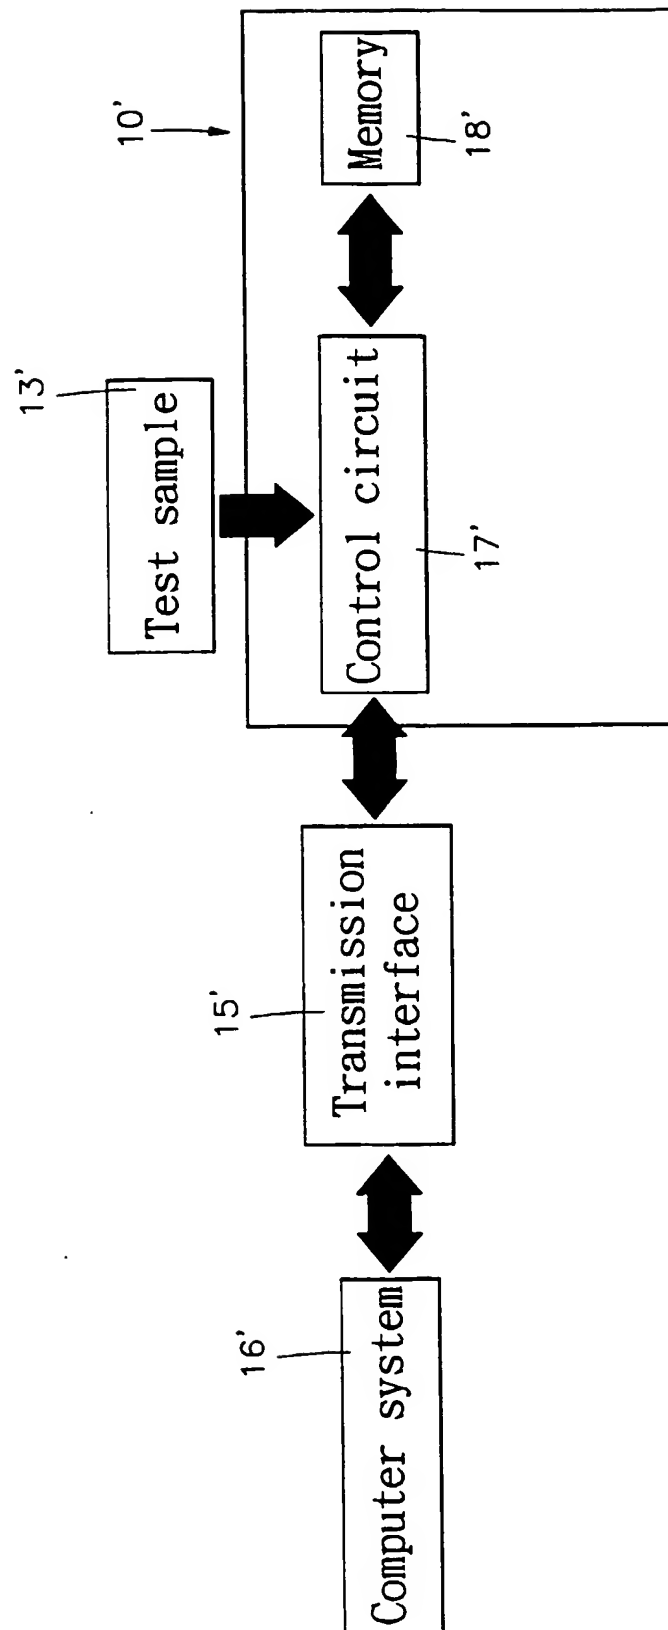 10'
13'
Test sample
Memory
18'
Control circuit
17'
15'
Transmission
interface
16'
Computer system